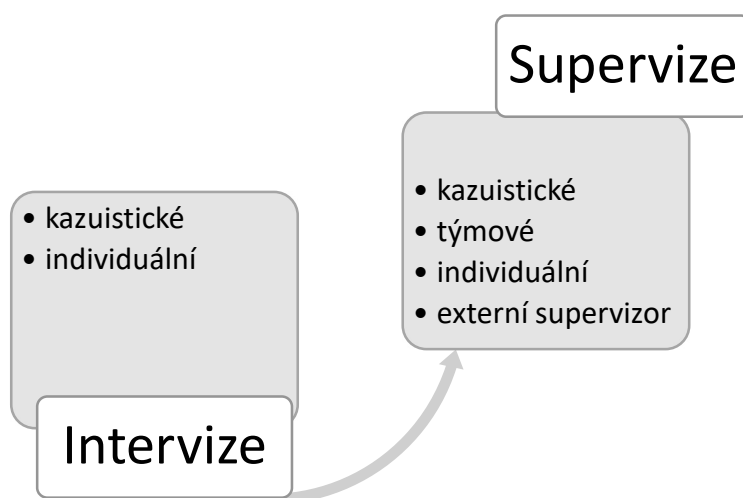 • kazuistické
• individuální
Intervize
Supervize
• kazuistické
• týmové
• individuální
• externí supervizor